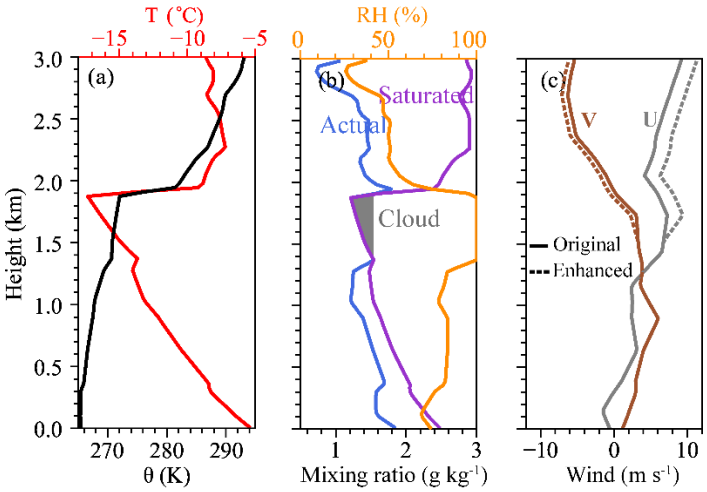 T (°C)
−15 −10 −5
RH (%)
0 40 80 100
3.0
2.5
2.0
1.5
1.0
0.5
0.0
Height (km)
(a)
270 280 290
θ (K)
(b)
Saturated
Actual
Cloud
1 2 3
Mixing ratio (g kg⁻¹)
(c)
V U
Original
Enhanced
−10 0 10
Wind (m s⁻¹)